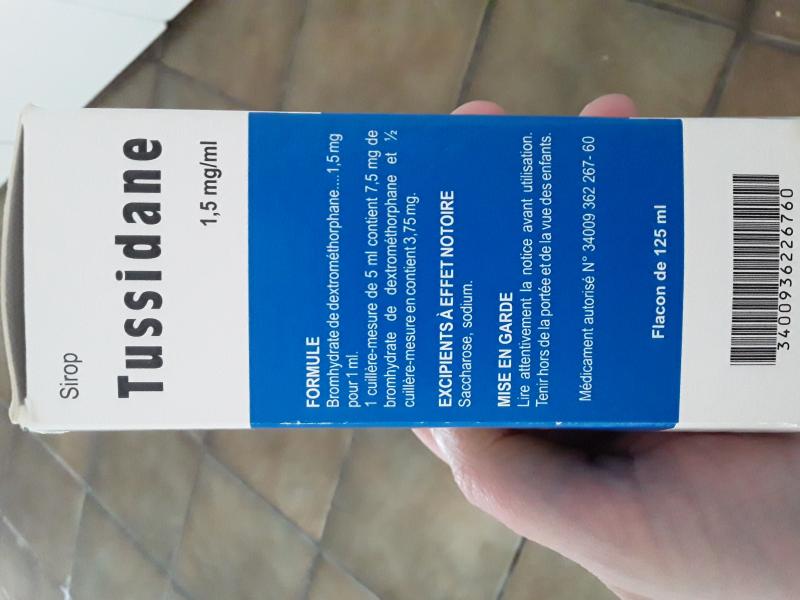 Sirop
Tussidane
1,5 mg/ml
FORMULE
Bromhydrate de dextrométhorphane....1,5 mg
pour 1 ml.
1 cuillère-mesure de 5 ml contient 7,5 mg de
bromhydrate de dextrométhorphane et ½
cuillère-mesure en contient 3,75 mg.
EXCIPIENTS À EFFET NOTOIRE
Saccharose, sodium.
MISE EN GARDE
Lire attentivement la notice avant utilisation.
Tenir hors de la portée et de la vue des enfants.
Médicament autorisé N° 34009 362 267- 60
Flacon de 125 ml
3400936226760